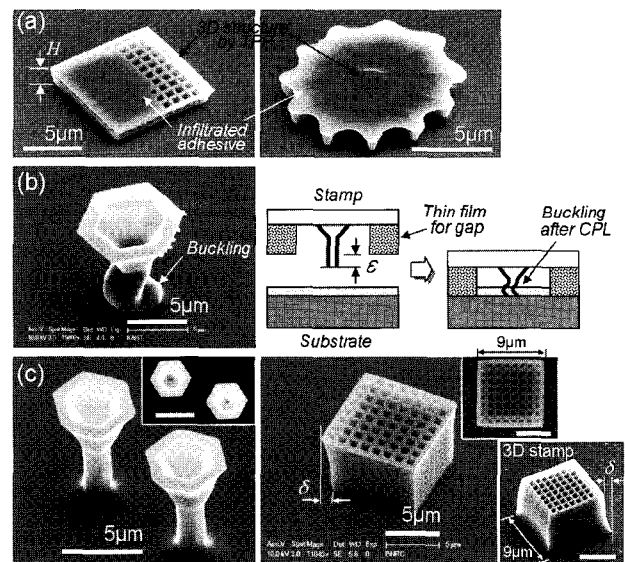 (a)
H
3D structure
by
5μm
Infiltrated
adhesive
5μm
(b)
Buckling
5μm
Stamp
Thin film
for gap
ε
Substrate
Buckling
after CPL
(c)
5μm
δ
5μm
9μm
3D stamp
δ
9μm